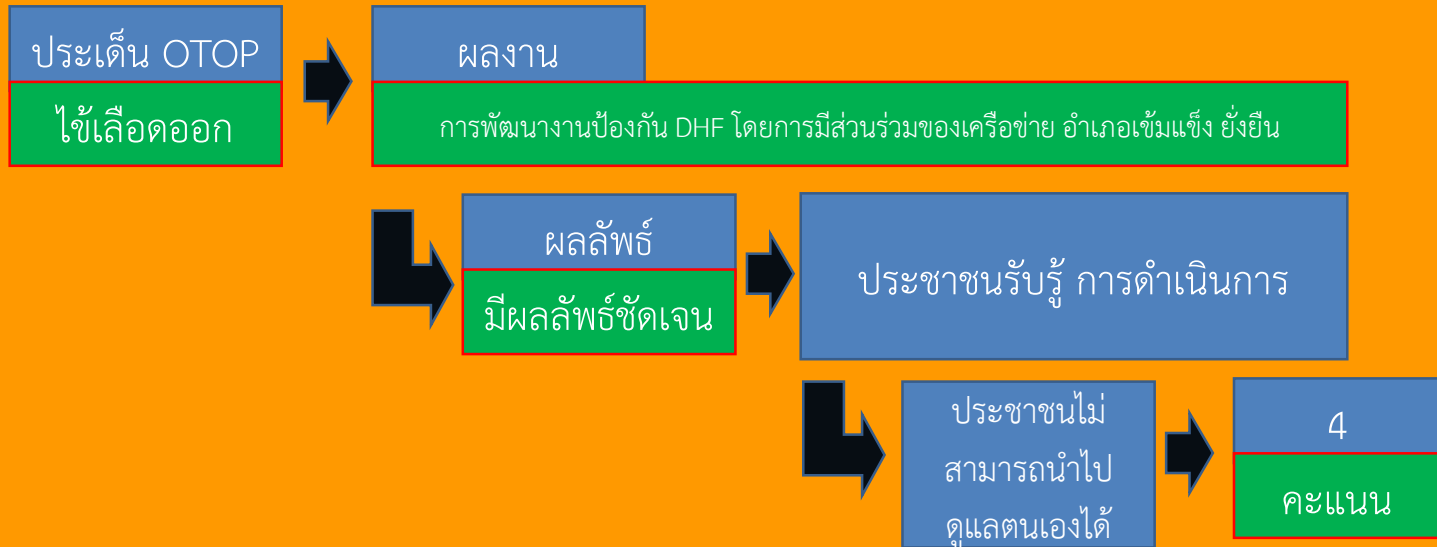 ประเด็น OTOP
ไข้เลือดออก
ผลงาน
การพัฒนางานป้องกัน DHF โดยการมีส่วนร่วมของเครือข่าย อำเภอเข้มแข็ง ยั่งยืน
ผลลัพธ์
มีผลลัพธ์ชัดเจน
ประชาชนรับรู้ การดำเนินการ
ประชาชนไม่
สามารถนำไป
ดูแลตนเองได้
4
คะแนน